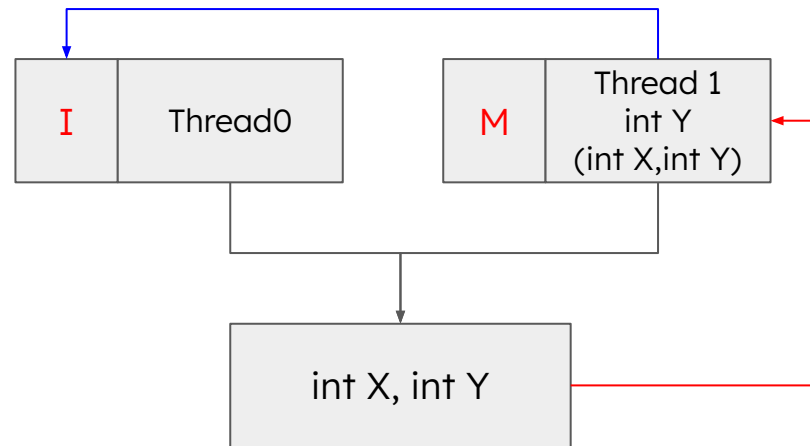 I
Thread0
M
Thread 1
int Y
(int X,int Y)
int X, int Y